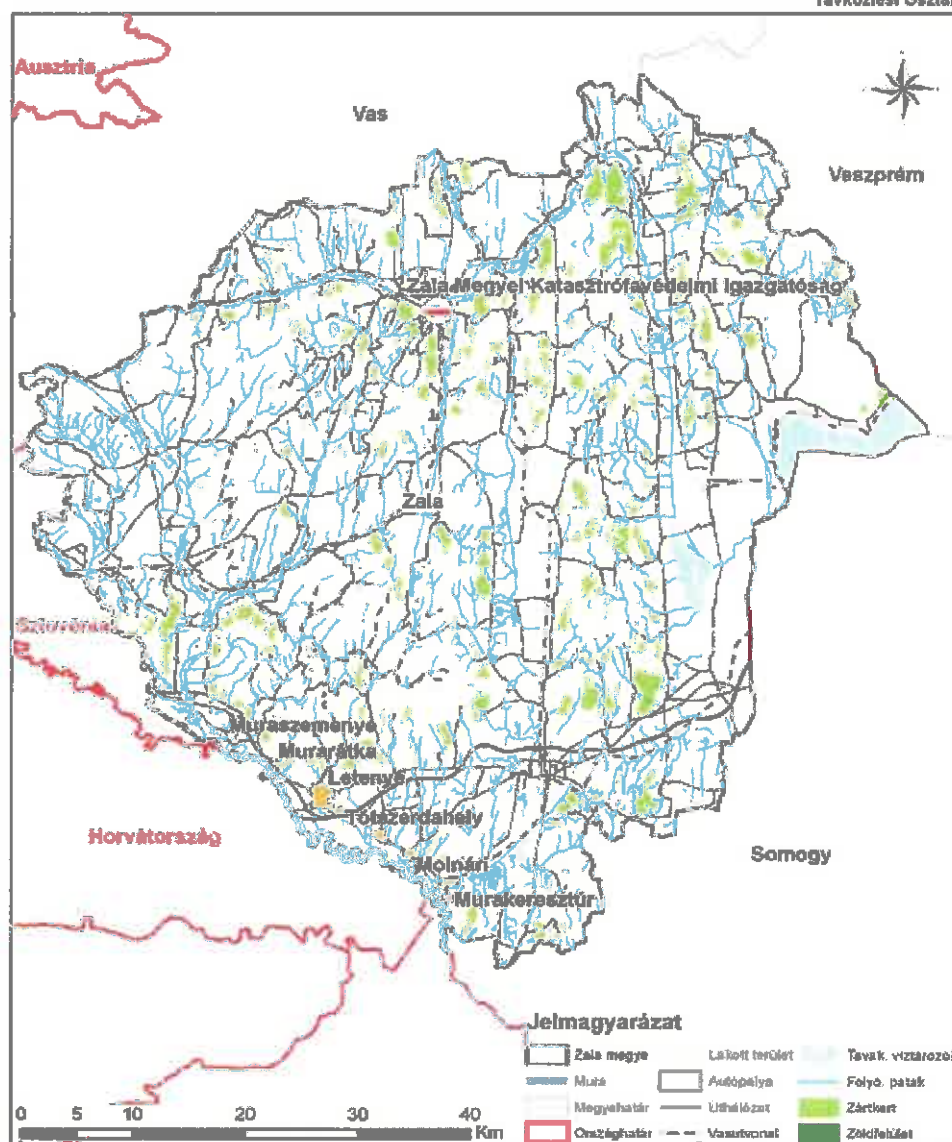 Távközlési Osztály
Ausztria
Vas
Veszprém
Zala Megyei Katasztrófavédelmi Igazgatóság
Zala
Szlovénia
Muraszemenye
Murarátka
Letenye
Tótszerdahely
Horvátország
Molnári
Somogy
Murakeresztúr
Jelmagyarázat
Zala megye Lakott terület Tavak, víztározók
Mura Autópálya Folyó, patak
Megyehatár Úthálózat Zártkert
Országhatár Vasútvonal Zöldfelület
0 5 10 20 30 40
Km